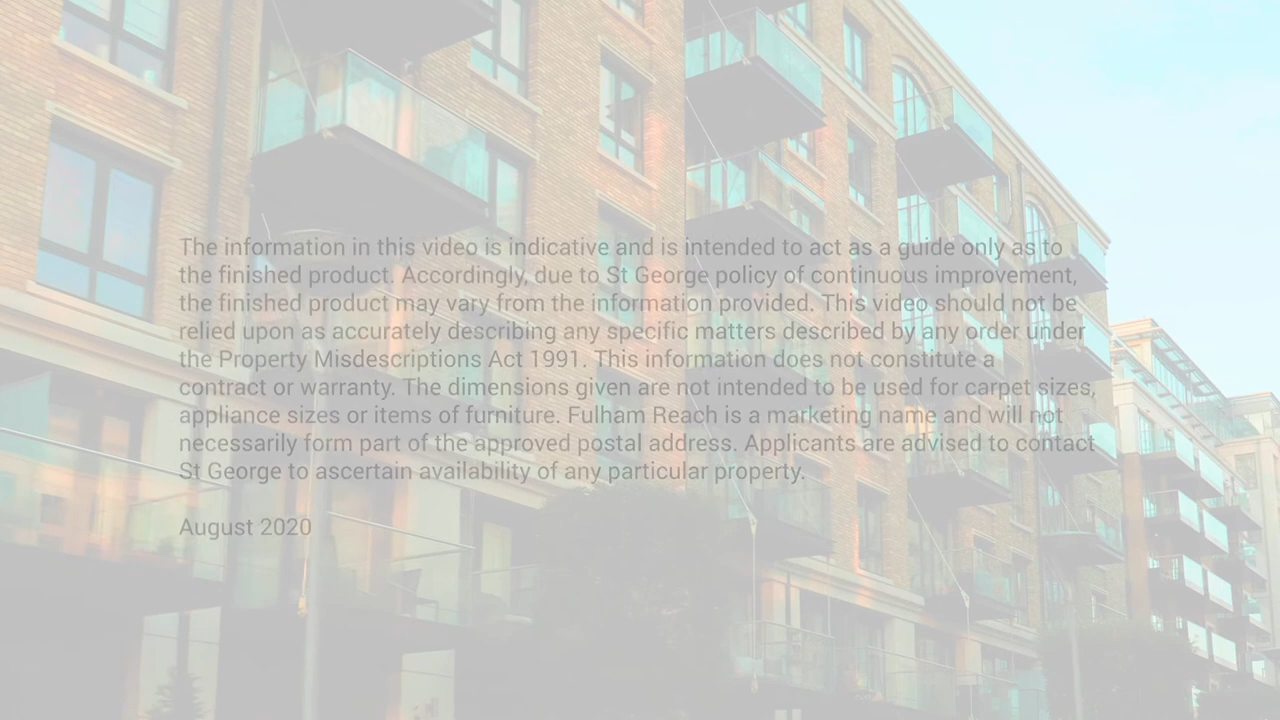 The information in this video is indicative and is intended to act as a guide only as to
the finished product. Accordingly, due to St George policy of continuous improvement,
the finished product may vary from the information provided. This video should not be
relied upon as accurately describing any specific matters described by any order under
the Property Misdescriptions Act 1991. This information does not constitute a
contract or warranty. The dimensions given are not intended to be used for carpet sizes,
appliance sizes or items of furniture. Fulham Reach is a marketing name and will not
necessarily form part of the approved postal address. Applicants are advised to contact
St George to ascertain availability of any particular property.
August 2020